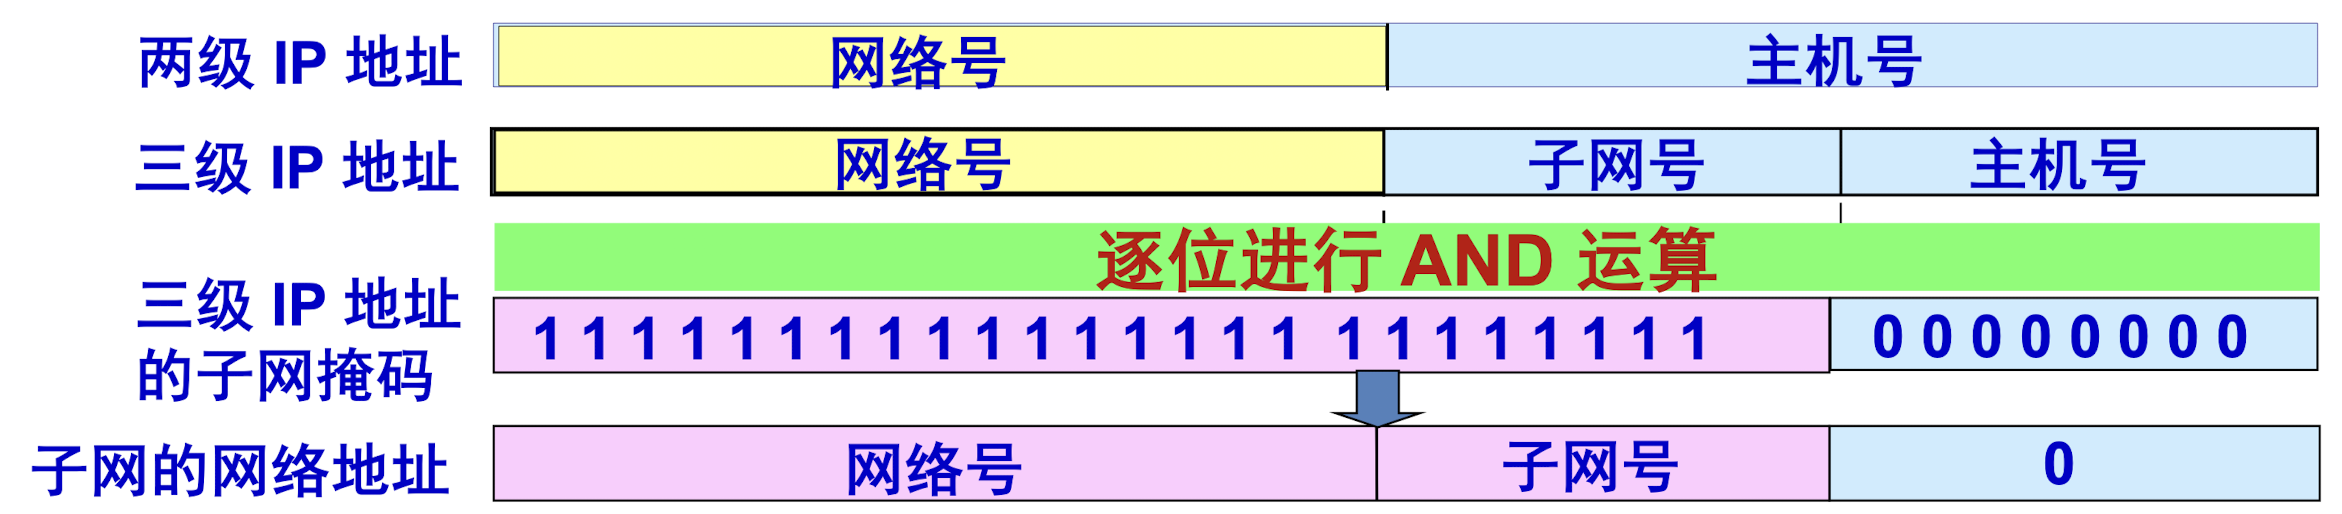 两级 IP 地址 网络号 主机号
三级 IP 地址 网络号 子网号 主机号
逐位进行 AND 运算
三级 IP 地址
的子网掩码
1 1 1 1 1 1 1 1 1 1 1 1 1 1 1 1 1 1 1 1 1 1 1 1 0 0 0 0 0 0 0 0
子网的网络地址 网络号 子网号 0